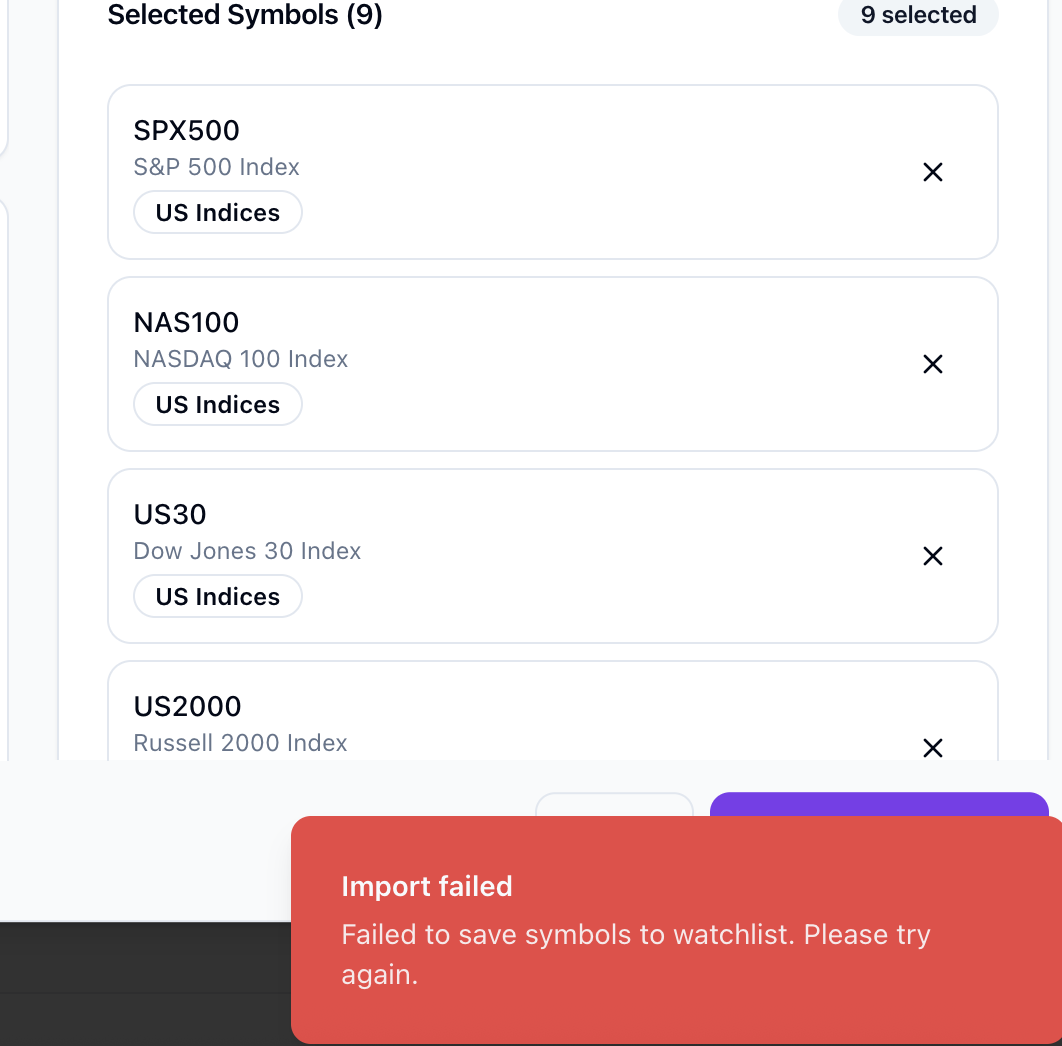 Selected Symbols (9)
9 selected
SPX500
S&P 500 Index
US Indices
NAS100
NASDAQ 100 Index
US Indices
US30
Dow Jones 30 Index
US Indices
US2000
Russell 2000 Index
Import failed
Failed to save symbols to watchlist. Please try
again.